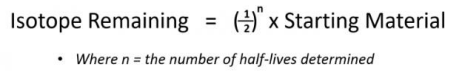 Isotope Remaining = (½)ⁿ x Starting Material
• Where n = the number of half-lives determined